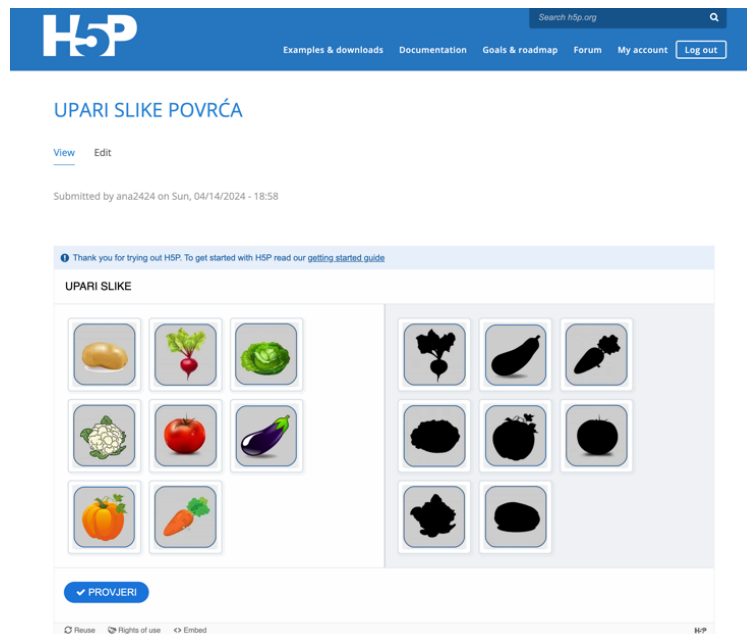 H5P
Search h5p.org
Examples & downloads Documentation Goals & roadmap Forum My account Log out
UPARI SLIKE POVRĆA
View Edit
Submitted by ana2424 on Sun, 04/14/2024 - 18:58
Thank you for trying out H5P. To get started with H5P read our getting started guide
UPARI SLIKE
PROVJERI
Reuse Rights of use Embed H5P